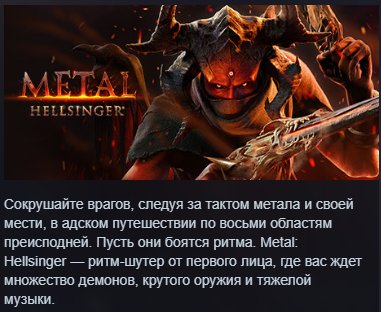 METAL
HELLSINGER
Сокрушайте врагов, следуя за тактом метала и своей
мести, в адском путешествии по восьми областям
преисподней. Пусть они боятся ритма. Metal:
Hellsinger — ритм-шутер от первого лица, где вас ждет
множество демонов, крутого оружия и тяжелой
музыки.